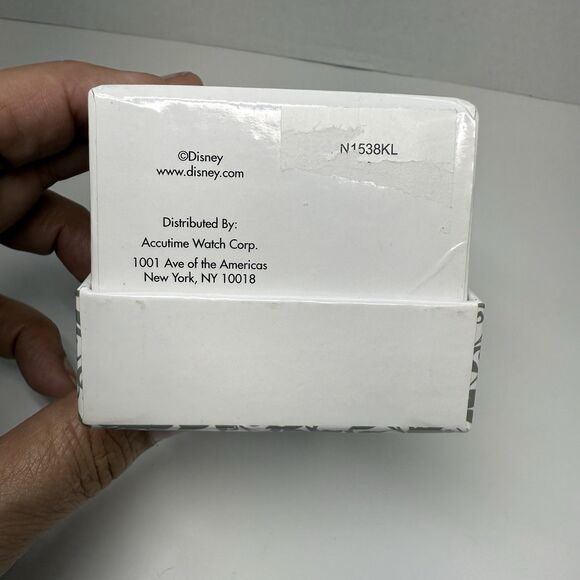 ©Disney
www.disney.com
N1538KL
Distributed By:
Accutime Watch Corp.
1001 Ave of the Americas
New York, NY 10018